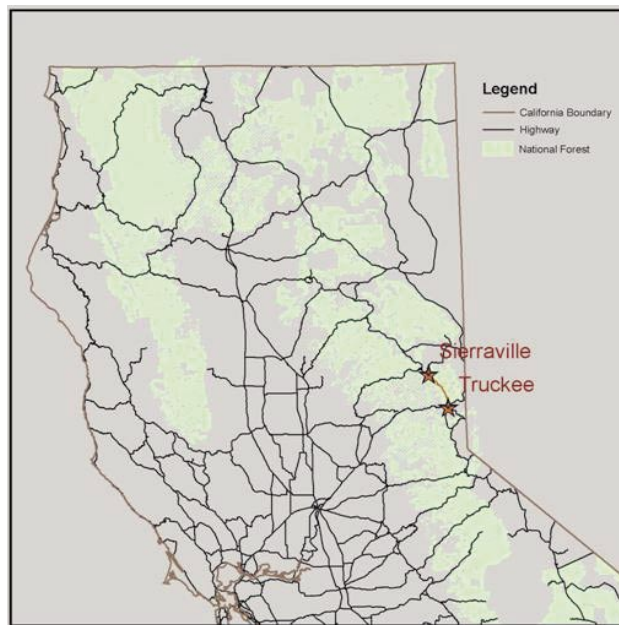 Legend
California Boundary
Highway
National Forest
Sierraville
Truckee